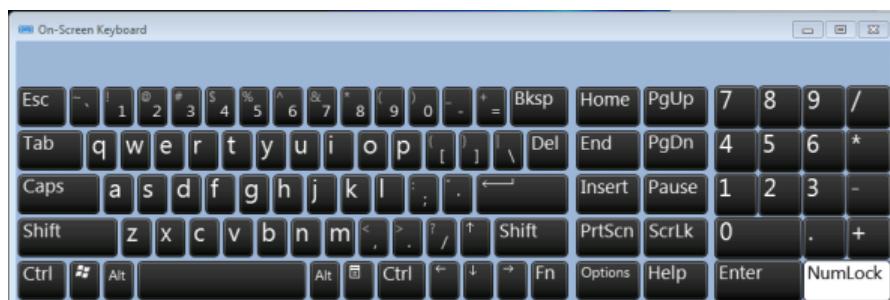 On-Screen Keyboard
Esc ~ ` ! 1 @ 2 # 3 $ 4 % 5 ^ 6 & 7 * 8 ( 9 ) 0 _ - + = Bksp Home PgUp 7 8 9 /
Tab q w e r t y u i o p { [ } ] | \ Del End PgDn 4 5 6 *
Caps a s d f g h j k l : ; " ' Insert Pause 1 2 3 -
Shift z x c v b n m < , > . ? / ↑ Shift PrtScn ScrLk 0 . +
Ctrl Alt Alt Ctrl ← ↓ → Fn Options Help Enter NumLock